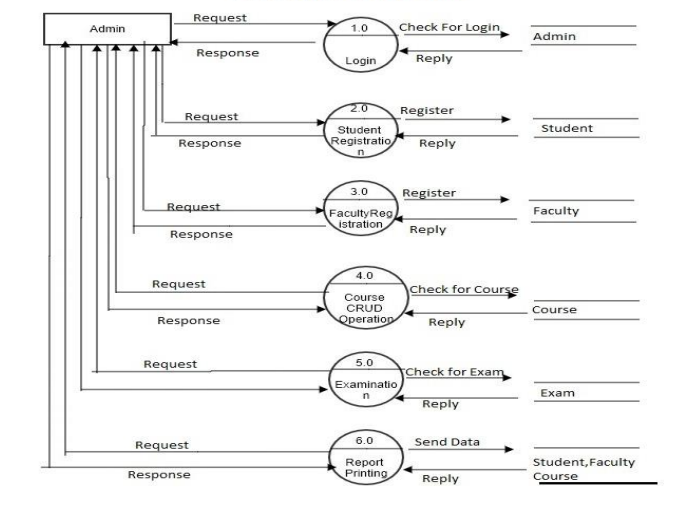 Admin
Request
Response
1.0
Login
Check For Login
Reply
Admin
Request
Response
2.0
Student
Registratio
n
Register
Reply
Student
Request
Response
3.0
FacultyReg
istration
Register
Reply
Faculty
Request
Response
4.0
Course
CRUD
Operation
Check for Course
Reply
Course
Request
5.0
Examinatio
n
Check for Exam
Reply
Exam
Request
Response
6.0
Report
Printing
Send Data
Reply
Student,Faculty
Course